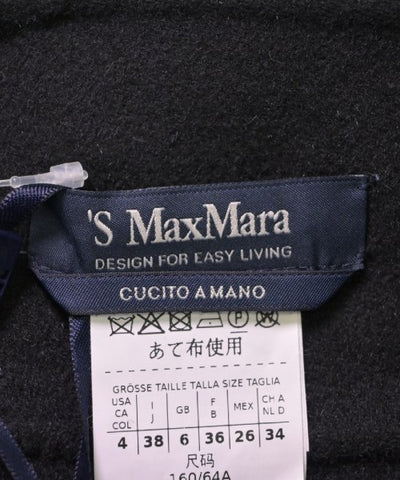 'S MaxMara
DESIGN FOR EASY LIVING
CUCITO A MANO
あて布使用
GRÖSSE TAILLE TALLA SIZE TAGLIA
USA CA COL I J GB F B MEX CH A NL D
4 38 6 36 26 34
尺码
160/64A